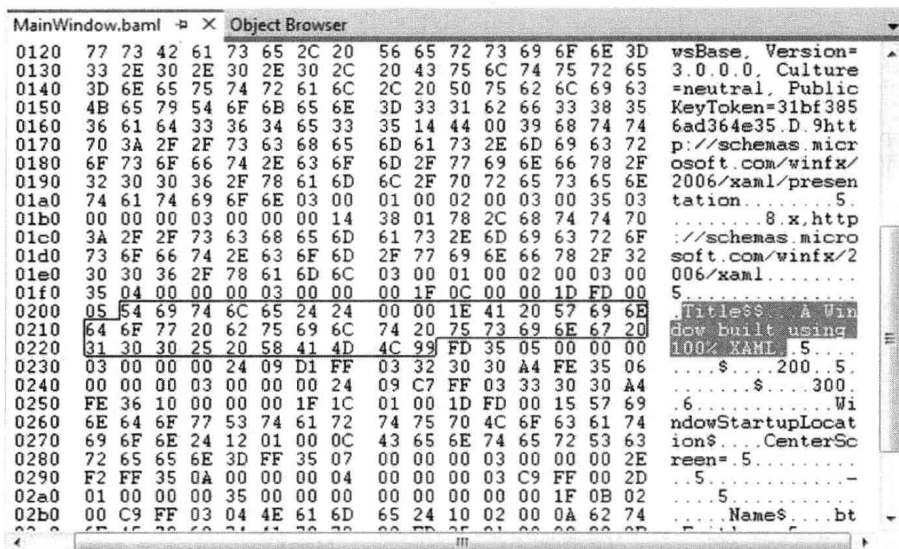 MainWindow.baml Object Browser
0120 77 73 42 61 73 65 2C 20 56 65 72 73 69 6F 6E 3D wsBase, Version=
0130 33 2E 30 2E 30 2E 30 2C 20 43 75 6C 74 75 72 65 3.0.0.0, Culture
0140 3D 6E 65 75 74 72 61 6C 2C 20 50 75 62 6C 69 63 =neutral, Public
0150 4B 65 79 54 6F 6B 65 6E 3D 33 31 62 66 33 38 35 KeyToken=31bf385
0160 36 61 64 33 36 34 65 33 35 14 44 00 39 68 74 74 6ad364e35.D.9htt
0170 70 3A 2F 2F 73 63 68 65 6D 61 73 2E 6D 69 63 72 p://schemas.micr
0180 6F 73 6F 66 74 2E 63 6F 6D 2F 77 69 6E 66 78 2F osoft.com/winfx/
0190 32 30 30 36 2F 78 61 6D 6C 2F 70 72 65 73 65 6E 2006/xaml/presen
01a0 74 61 74 69 6F 6E 03 00 01 00 02 00 03 00 35 03 tation........5.
01b0 00 00 00 03 00 00 00 14 38 01 78 2C 68 74 74 70 ........8.x,http
01c0 3A 2F 2F 73 63 68 65 6D 61 73 2E 6D 69 63 72 6F ://schemas.micro
01d0 73 6F 66 74 2E 63 6F 6D 2F 77 69 6E 66 78 2F 32 soft.com/winfx/2
01e0 30 30 36 2F 78 61 6D 6C 03 00 01 00 02 00 03 00 006/xaml........
01f0 35 04 00 00 00 03 00 00 00 1F 0C 00 00 1D FD 00 5...............
0200 05 54 69 74 6C 65 24 24 00 00 1E 41 20 57 69 6E .Title$$...A Win
0210 64 6F 77 20 62 75 69 6C 74 20 75 73 69 6E 67 20 dow built using
0220 31 30 30 25 20 58 41 4D 4C 99 FD 35 05 00 00 00 100% XAML..5....
0230 03 00 00 00 24 09 D1 FF 03 32 30 30 A4 FE 35 06 ....$....200..5.
0240 00 00 00 03 00 00 00 24 09 C7 FF 03 33 30 30 A4 .......$....300.
0250 FE 36 10 00 00 00 1F 1C 01 00 1D FD 00 15 57 69 .6............Wi
0260 6E 64 6F 77 53 74 61 72 74 75 70 4C 6F 63 61 74 ndowStartupLocat
0270 69 6F 6E 24 12 01 00 0C 43 65 6E 74 65 72 53 63 ion$....CenterSc
0280 72 65 65 6E 3D FF 35 07 00 00 00 03 00 00 00 2E reen=.5.........
0290 F2 FF 35 0A 00 00 00 04 00 00 00 03 C9 FF 00 2D ..5............-
02a0 01 00 00 00 35 00 00 00 00 00 00 00 00 1F 0B 02 ....5...........
02b0 00 C9 FF 03 04 4E 61 6D 65 24 10 02 00 0A 62 74 .....Name$....bt